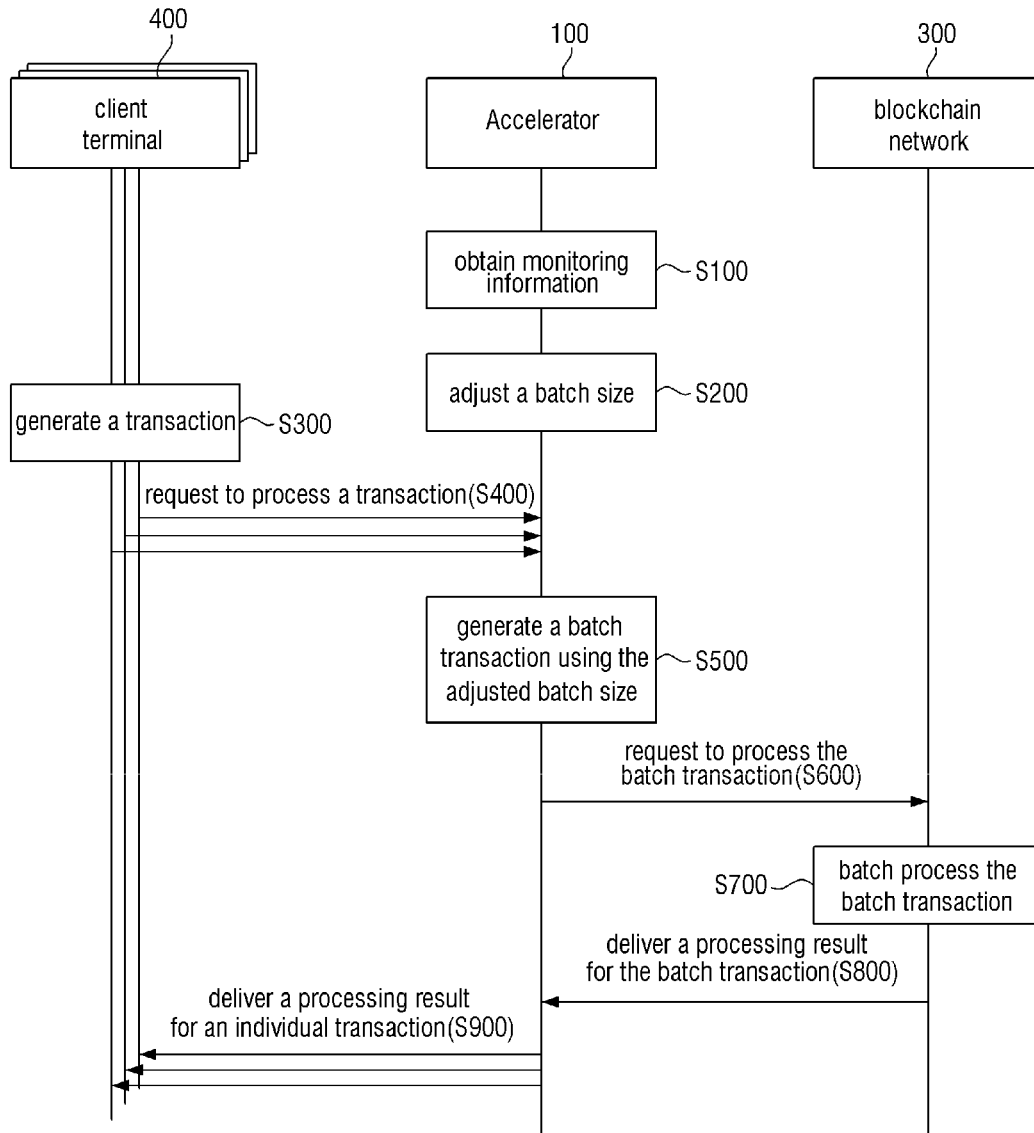 400
100
300
client
terminal
Accelerator
blockchain
network
obtain monitoring
information
S100
adjust a batch size
S200
generate a transaction
S300
request to process a transaction(S400)
generate a batch
transaction using the
adjusted batch size
S500
request to process the
batch transaction(S600)
S700
batch process the
batch transaction
deliver a processing result
for the batch transaction(S800)
deliver a processing result
for an individual transaction(S900)